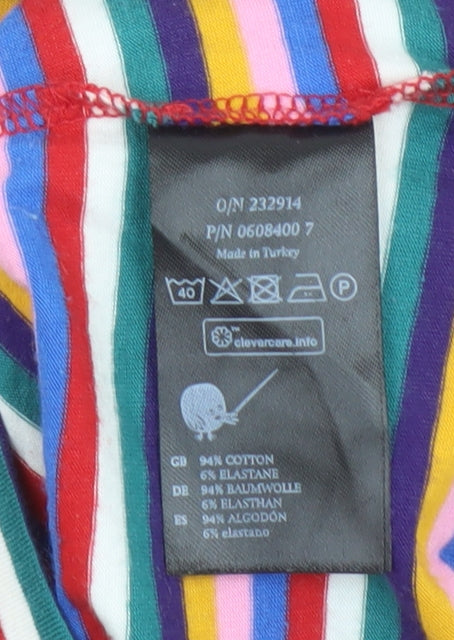 O/N 232914
P/N 0608400 7
Made in Turkey
40 P
™ clevercare.info
GB 94% COTTON
6% ELASTANE
DE 94% BAUMWOLLE
6% ELASTHAN
ES 94% ALGODÓN
6% elastano